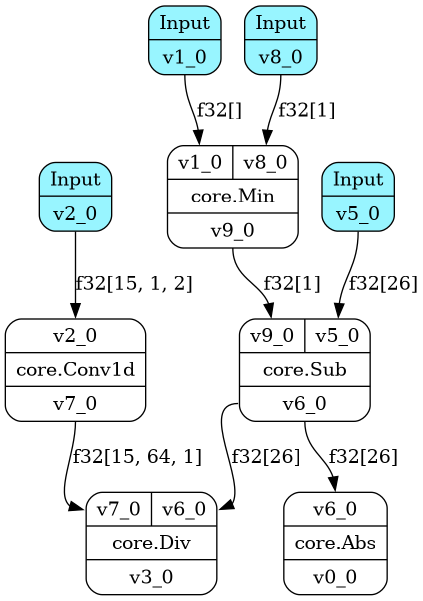 Input
v1_0
Input
v8_0
f32[]
f32[1]
v1_0 v8_0
core.Min
v9_0
Input
v2_0
Input
v5_0
f32[15, 1, 2]
f32[1]
f32[26]
v2_0
core.Conv1d
v7_0
v9_0 v5_0
core.Sub
v6_0
f32[15, 64, 1]
f32[26]
f32[26]
v7_0 v6_0
core.Div
v3_0
v6_0
core.Abs
v0_0